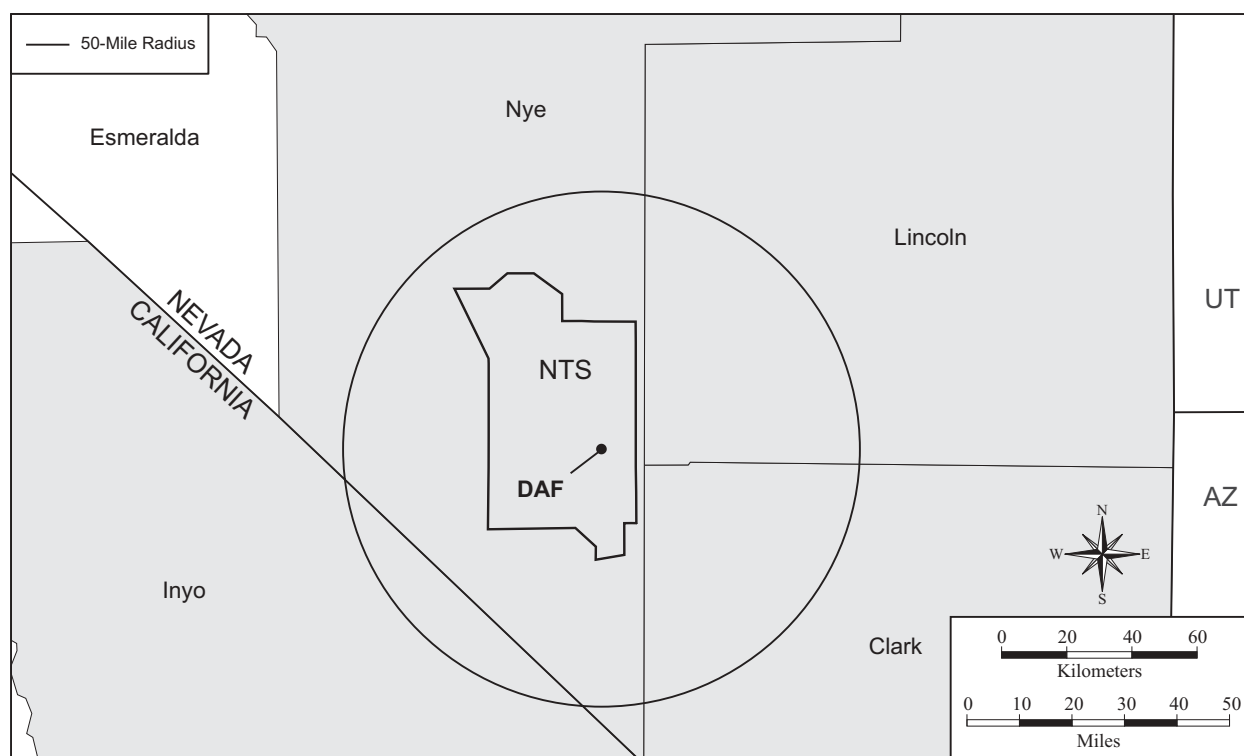 50-Mile Radius
Nye
Esmeralda
Lincoln
UT
NEVADA
CALIFORNIA
NTS
DAF
AZ
N
W E
S
Inyo
Clark
0 20 40 60
Kilometers
0 10 20 30 40 50
Miles